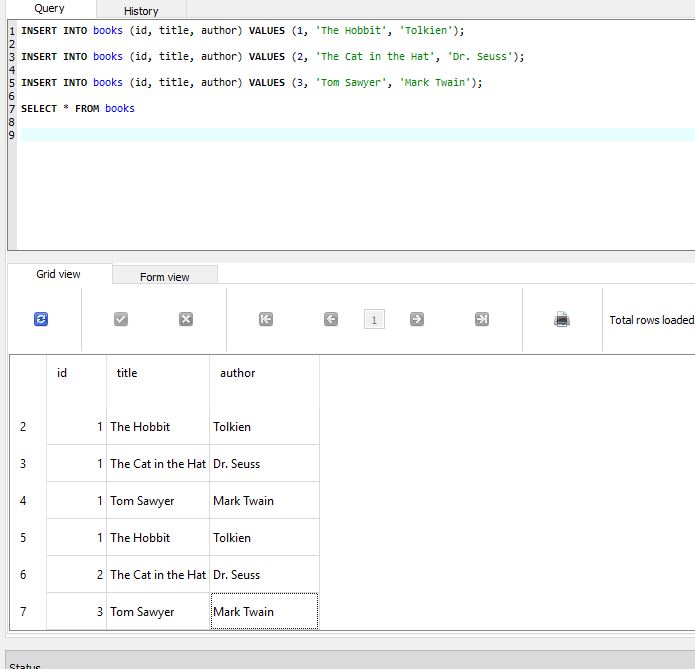 Query History
1 INSERT INTO books (id, title, author) VALUES (1, 'The Hobbit', 'Tolkien');
2
3 INSERT INTO books (id, title, author) VALUES (2, 'The Cat in the Hat', 'Dr. Seuss');
4
5 INSERT INTO books (id, title, author) VALUES (3, 'Tom Sawyer', 'Mark Twain');
6
7 SELECT * FROM books
8
9
Grid view Form view
1 Total rows loaded
id title author
2 1 The Hobbit Tolkien
3 1 The Cat in the Hat Dr. Seuss
4 1 Tom Sawyer Mark Twain
5 1 The Hobbit Tolkien
6 2 The Cat in the Hat Dr. Seuss
7 3 Tom Sawyer Mark Twain
Status